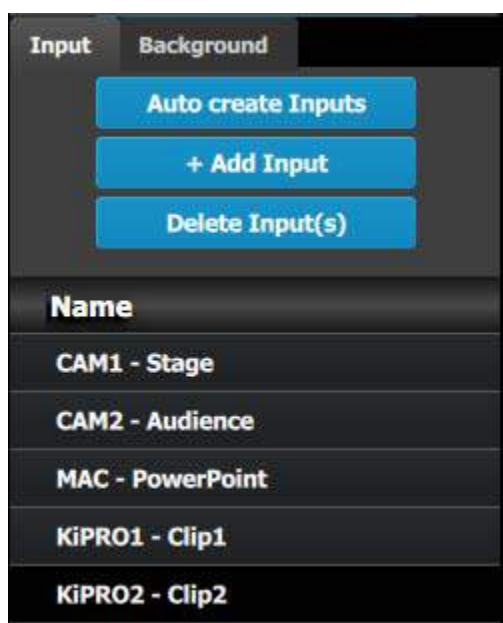 Input Background
Auto create Inputs
+ Add Input
Delete Input(s)
Name
CAM1 - Stage
CAM2 - Audience
MAC - PowerPoint
KiPRO1 - Clip1
KiPRO2 - Clip2